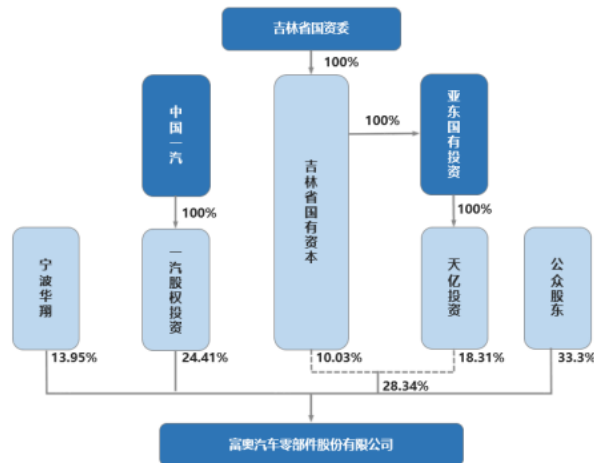 吉林省国资委
100%
中国一汽
100%
亚东国有投资
吉林省国有资本
100%
100%
宁波华翔
一汽股权投资
天亿投资
公众股东
13.95%
24.41%
10.03%
18.31%
33.3%
28.34%
富奥汽车零部件股份有限公司